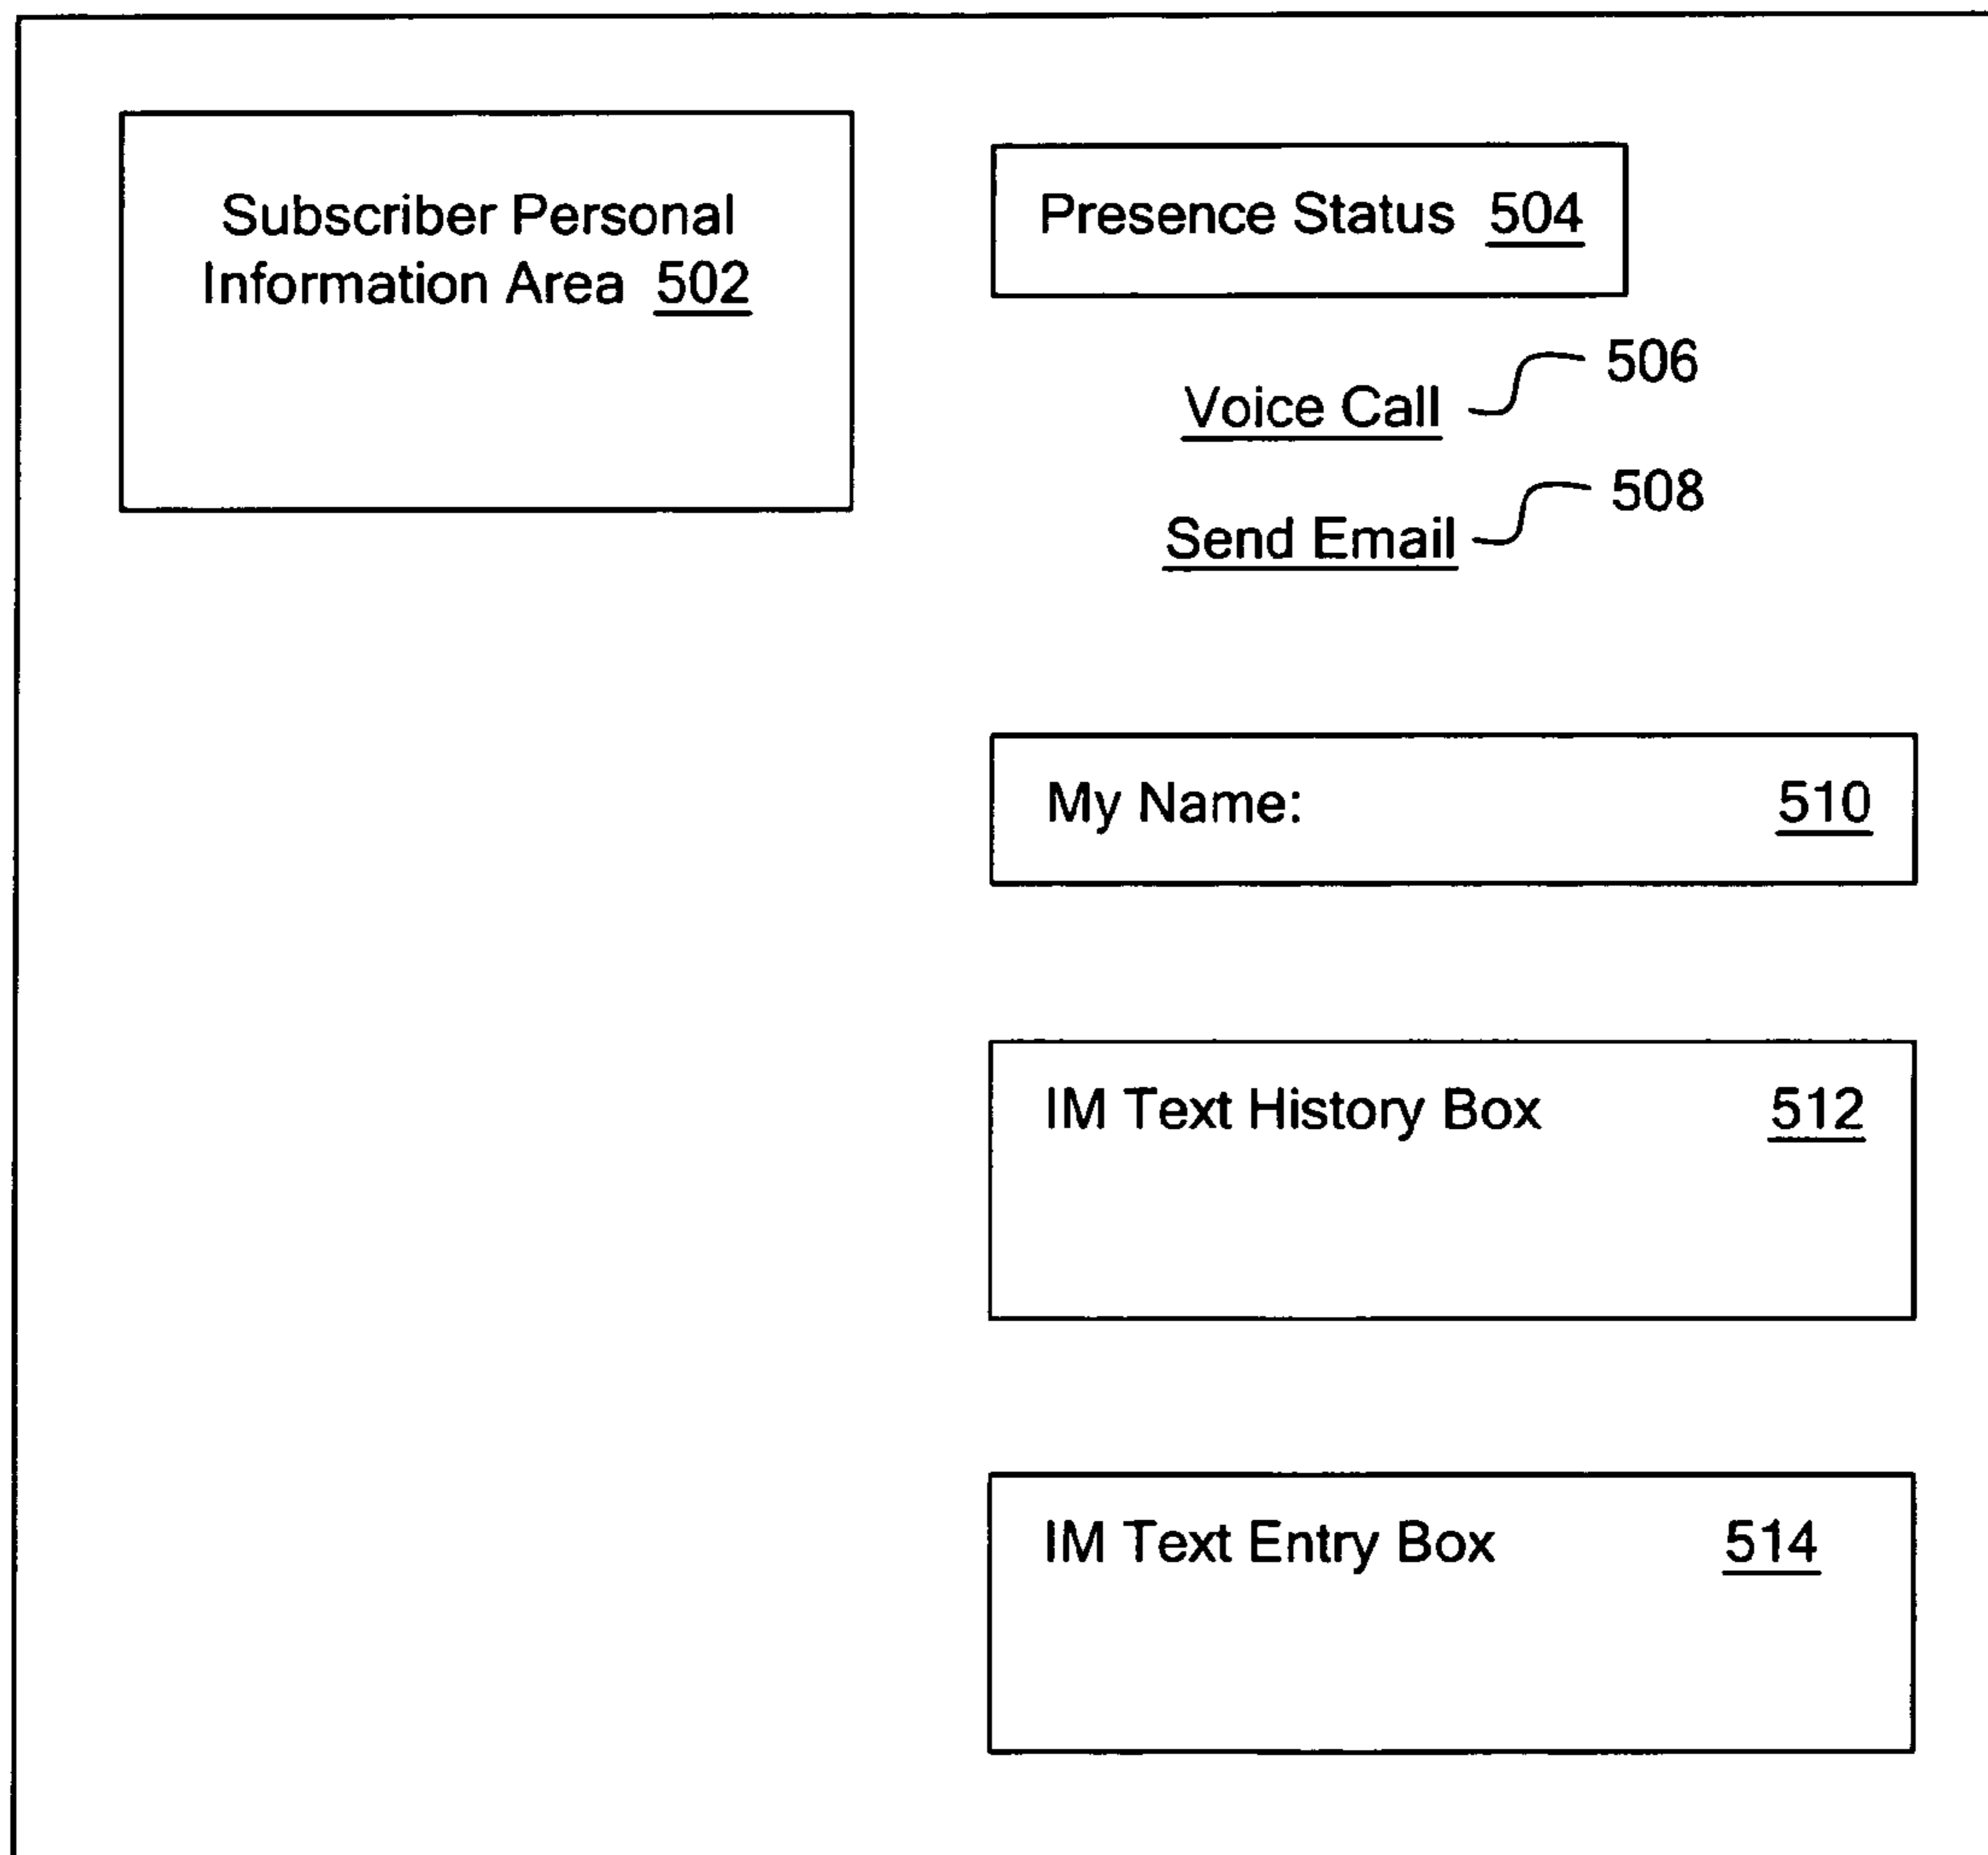 Subscriber Personal
Information Area 502
Presence Status 504
506
Voice Call
508
Send Email
My Name: 510
IM Text History Box 512
IM Text Entry Box 514